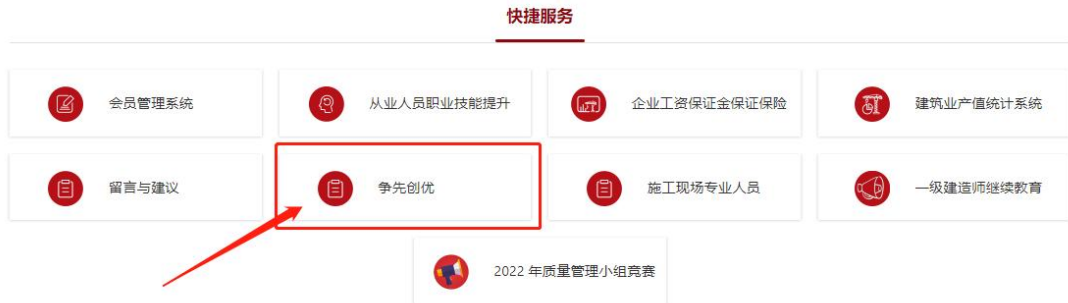 快捷服务
会员管理系统
从业人员职业技能提升
企业工资保证金保证保险
建筑业产值统计系统
留言与建议
争先创优
施工现场专业人员
一级建造师继续教育
2022 年质量管理小组竞赛